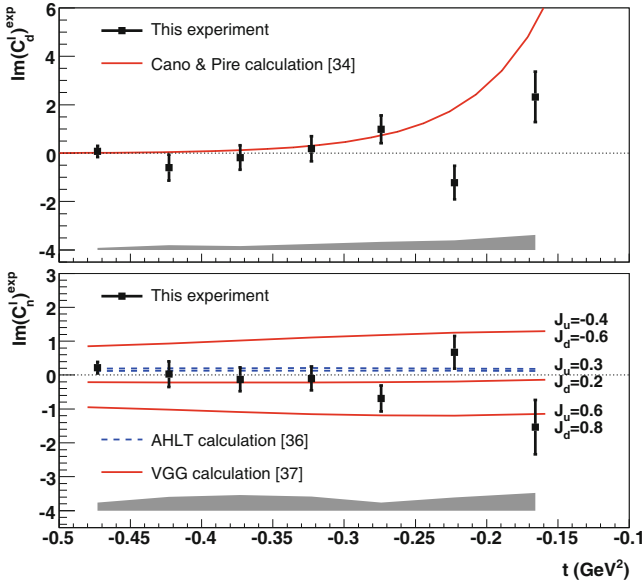 Im(C_d^I)^exp
6
4
2
0
-2
-4
This experiment
Cano & Pire calculation [34]
Im(C_n^I)^exp
3
2
1
0
-1
-2
-3
-4
This experiment
J_u=-0.4
J_d=-0.6
J_u=0.3
J_d=0.2
J_u=0.6
J_d=0.8
AHLT calculation [36]
VGG calculation [37]
-0.5 -0.45 -0.4 -0.35 -0.3 -0.25 -0.2 -0.15 -0.1
t (GeV²)